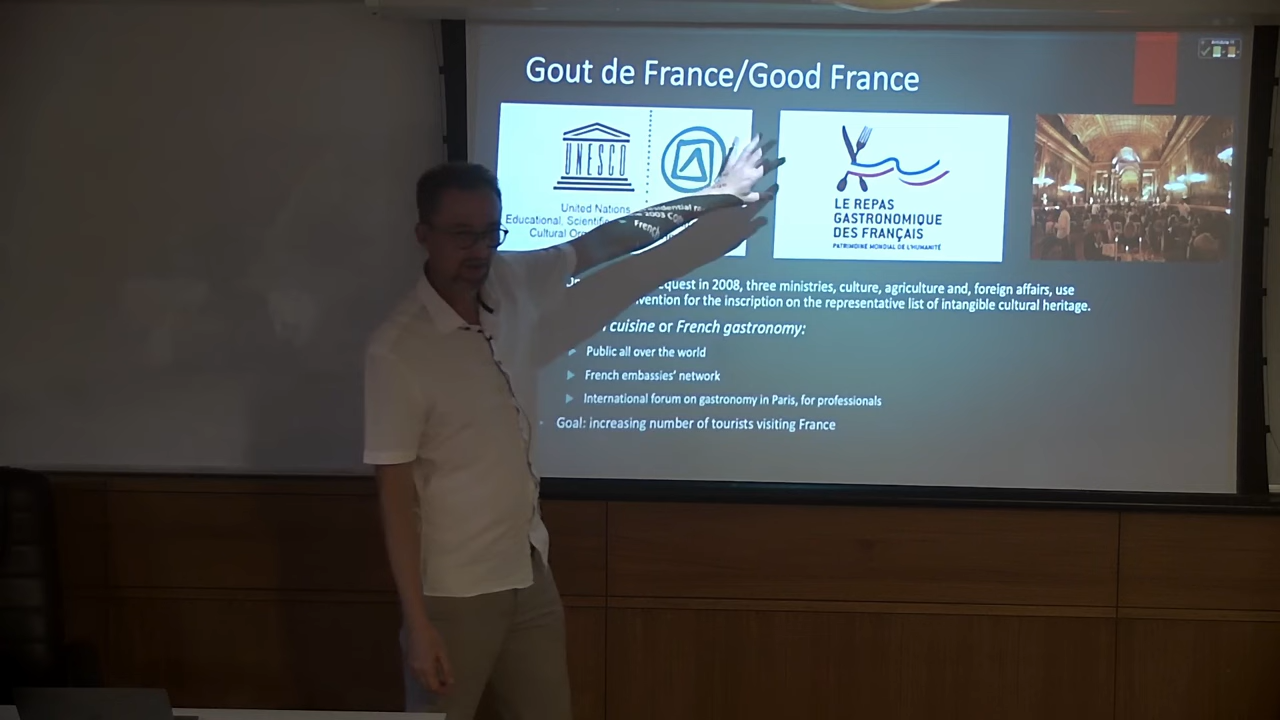 Gout de France/Good France
UNESCO
United Nations
Educational, Scientific
Cultural
2003
French
LE REPAS
GASTRONOMIQUE
DES FRANÇAIS
PATRIMOINE MONDIAL DE L'HUMANITÉ
in 2008, three ministries, culture, agriculture and, foreign affairs, use
for the inscription on the representative list of intangible cultural heritage.
cuisine or French gastronomy:
Public all over the world
French embassies' network
International forum on gastronomy in Paris, for professionals
Goal: increasing number of tourists visiting France